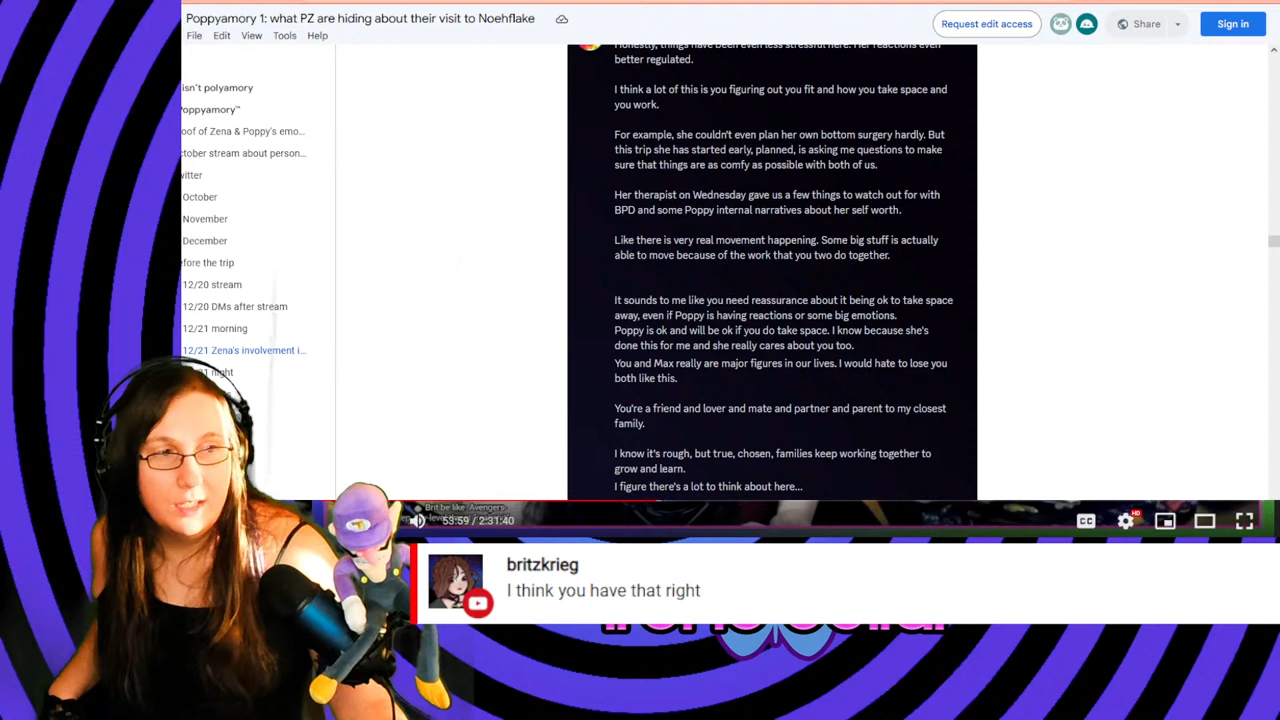 Poppyamory 1: what PZ are hiding about their visit to Noehflake
Request edit access
Share
Sign in
File Edit View Tools Help
isn't polyamory
Poppyamory™
oof of Zena & Poppy's emo...
ctober stream about person...
witter
October
November
December
efore the trip
12/20 stream
12/20 DMs after stream
12/21 morning
12/21 Zena's involvement i...
21 night
Honestly, things have been even less stressful here. Her reactions even
better regulated.
I think a lot of this is you figuring out you fit and how you take space and
you work.
For example, she couldn't even plan her own bottom surgery hardly. But
this trip she has started early, planned, is asking me questions to make
sure that things are as comfy as possible with both of us.
Her therapist on Wednesday gave us a few things to watch out for with
BPD and some Poppy internal narratives about her self worth.
Like there is very real movement happening. Some big stuff is actually
able to move because of the work that you two do together.
It sounds to me like you need reassurance about it being ok to take space
away, even if Poppy is having reactions or some big emotions.
Poppy is ok and will be ok if you do take space. I know because she's
done this for me and she really cares about you too.
You and Max really are major figures in our lives. I would hate to lose you
both like this.
You're a friend and lover and mate and partner and parent to my closest
family.
I know it's rough, but true, chosen, families keep working together to
grow and learn.
I figure there's a lot to think about here...
Brit be like: Avengers
53:59 / 2:31:40
CC
HD
britzkrieg
I think you have that right